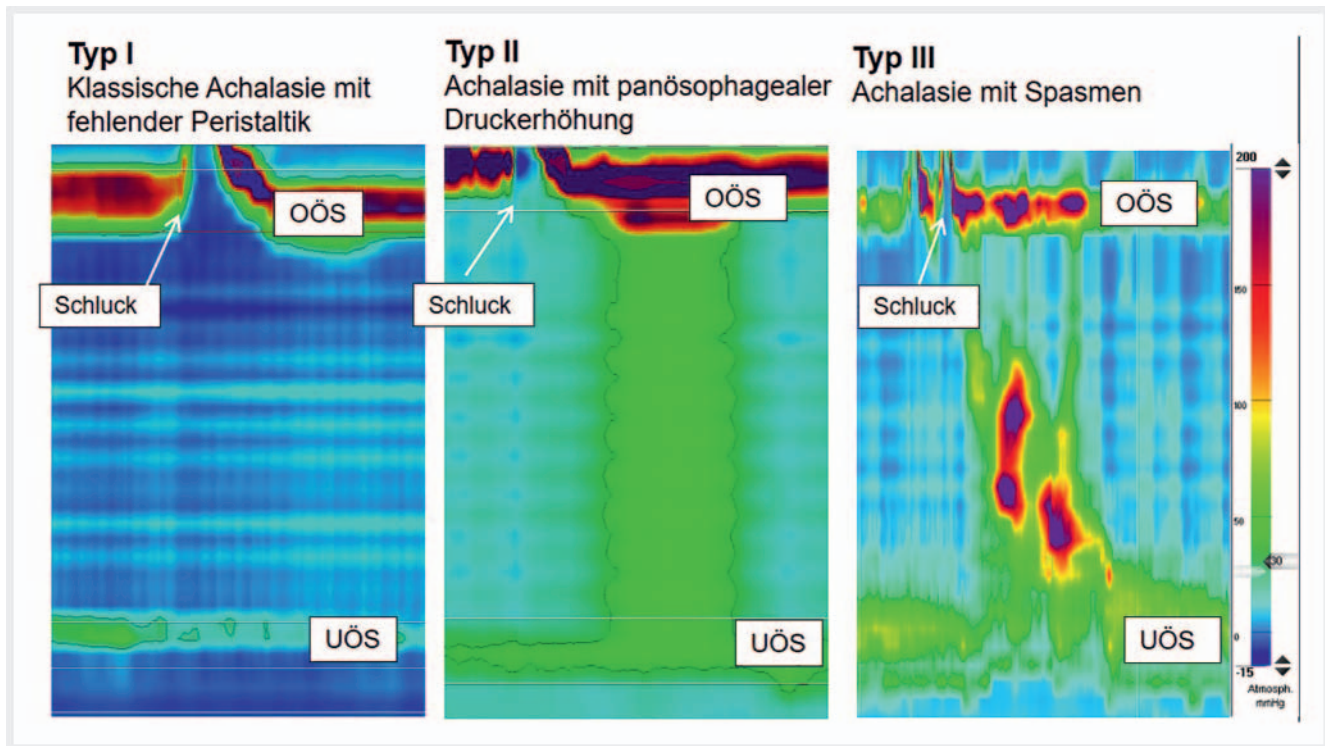 Typ I
Klassische Achalasie mit
fehlender Peristaltik
OÖS
Schluck
UÖS
Typ II
Achalasie mit panösophagealer
Druckerhöhung
OÖS
Schluck
UÖS
Typ III
Achalasie mit Spasmen
OÖS
Schluck
UÖS
200
150
100
50
30
0
-15
Atmosph.
mmHg